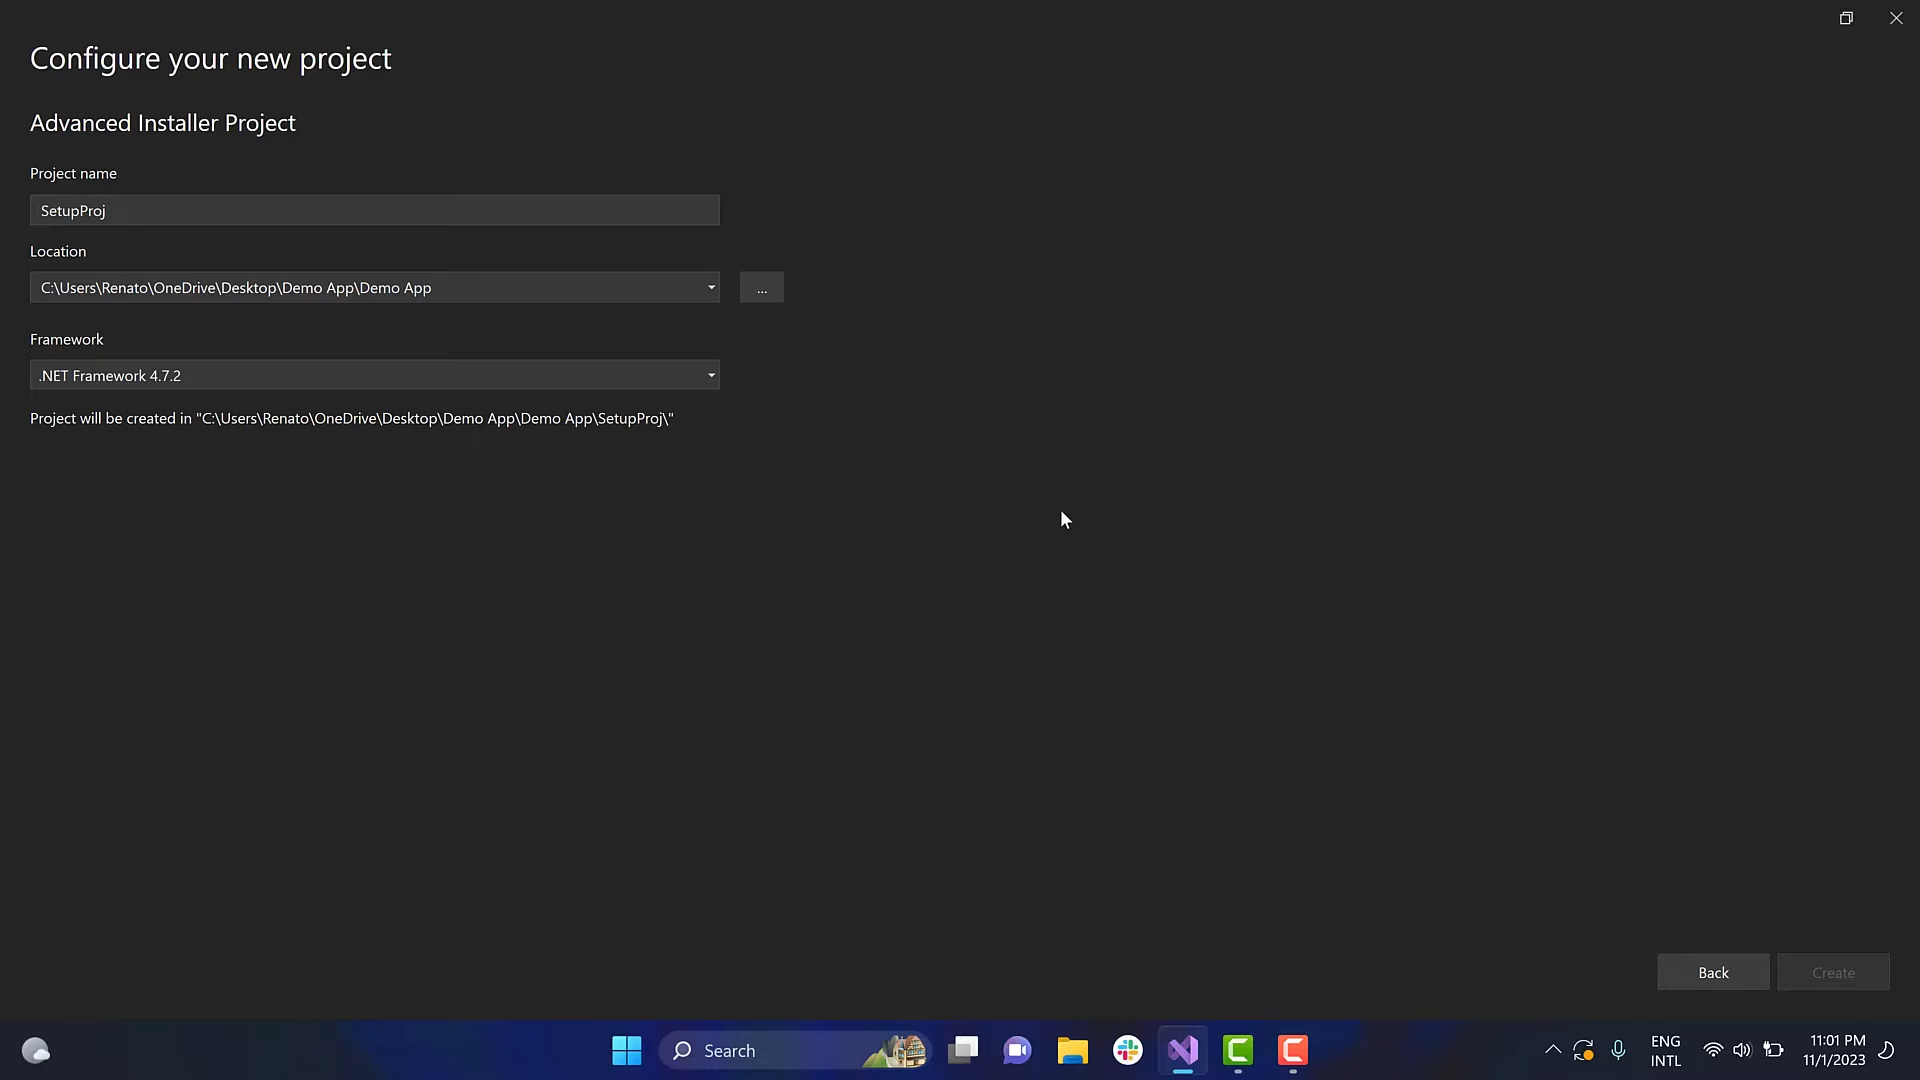 Configure your new project
Advanced Installer Project
Project name
SetupProj
Location
C:\Users\Renato\OneDrive\Desktop\Demo App\Demo App
...
Framework
.NET Framework 4.7.2
Project will be created in "C:\Users\Renato\OneDrive\Desktop\Demo App\Demo App\SetupProj\"
Back
Create
Search
ENG
INTL
11:01 PM
11/1/2023